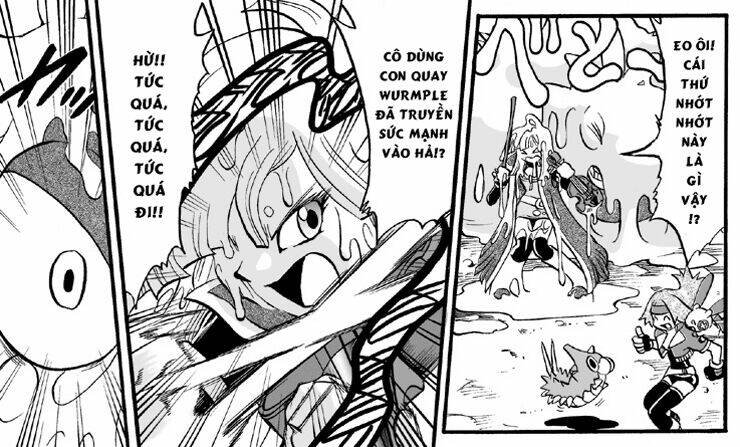 EO ÔI!
CÁI
THỨ
NHỚT
NHỚT
NÀY
LÀ
GÌ
VẬY
!?
CÔ DÙNG
CON QUAY
WURMPLE
ĐÃ TRUYỀN
SỨC MẠNH
VÀO HẢ!?
HỪ!!
TỨC
QUÁ,
TỨC
QUÁ,
TỨC
QUÁ
ĐI!!